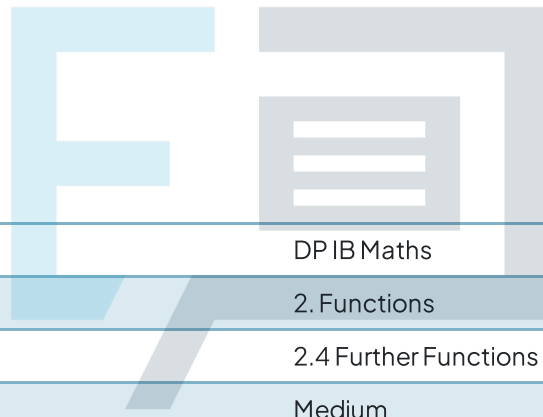 DP IB Maths
2. Functions
2.4 Further Functions
Medium